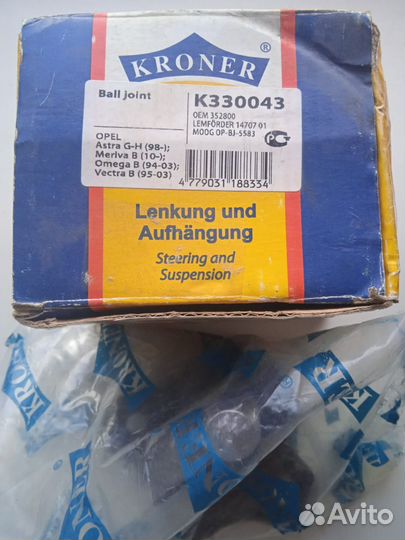 KRONER®
Ball joint
K330043
OEM 352800
LEMFÖRDER 14707 01
MOOG OP-BJ-5583
OPEL
Astra G-H (98-);
Meriva B (10-);
Omega B (94-03);
Vectra B (95-03)
4 779031 188334
Lenkung und
Aufhängung
Steering and
Suspension
KRONER
KRONER
KRONER
Avito